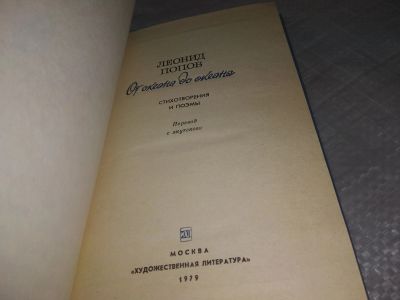 ЛЕОНИД
ПОПОВ
От океана до океана
СТИХОТВОРЕНИЯ
И ПОЭМЫ
Перевод
с якутского
МОСКВА
«ХУДОЖЕСТВЕННАЯ ЛИТЕРАТУРА»
1979